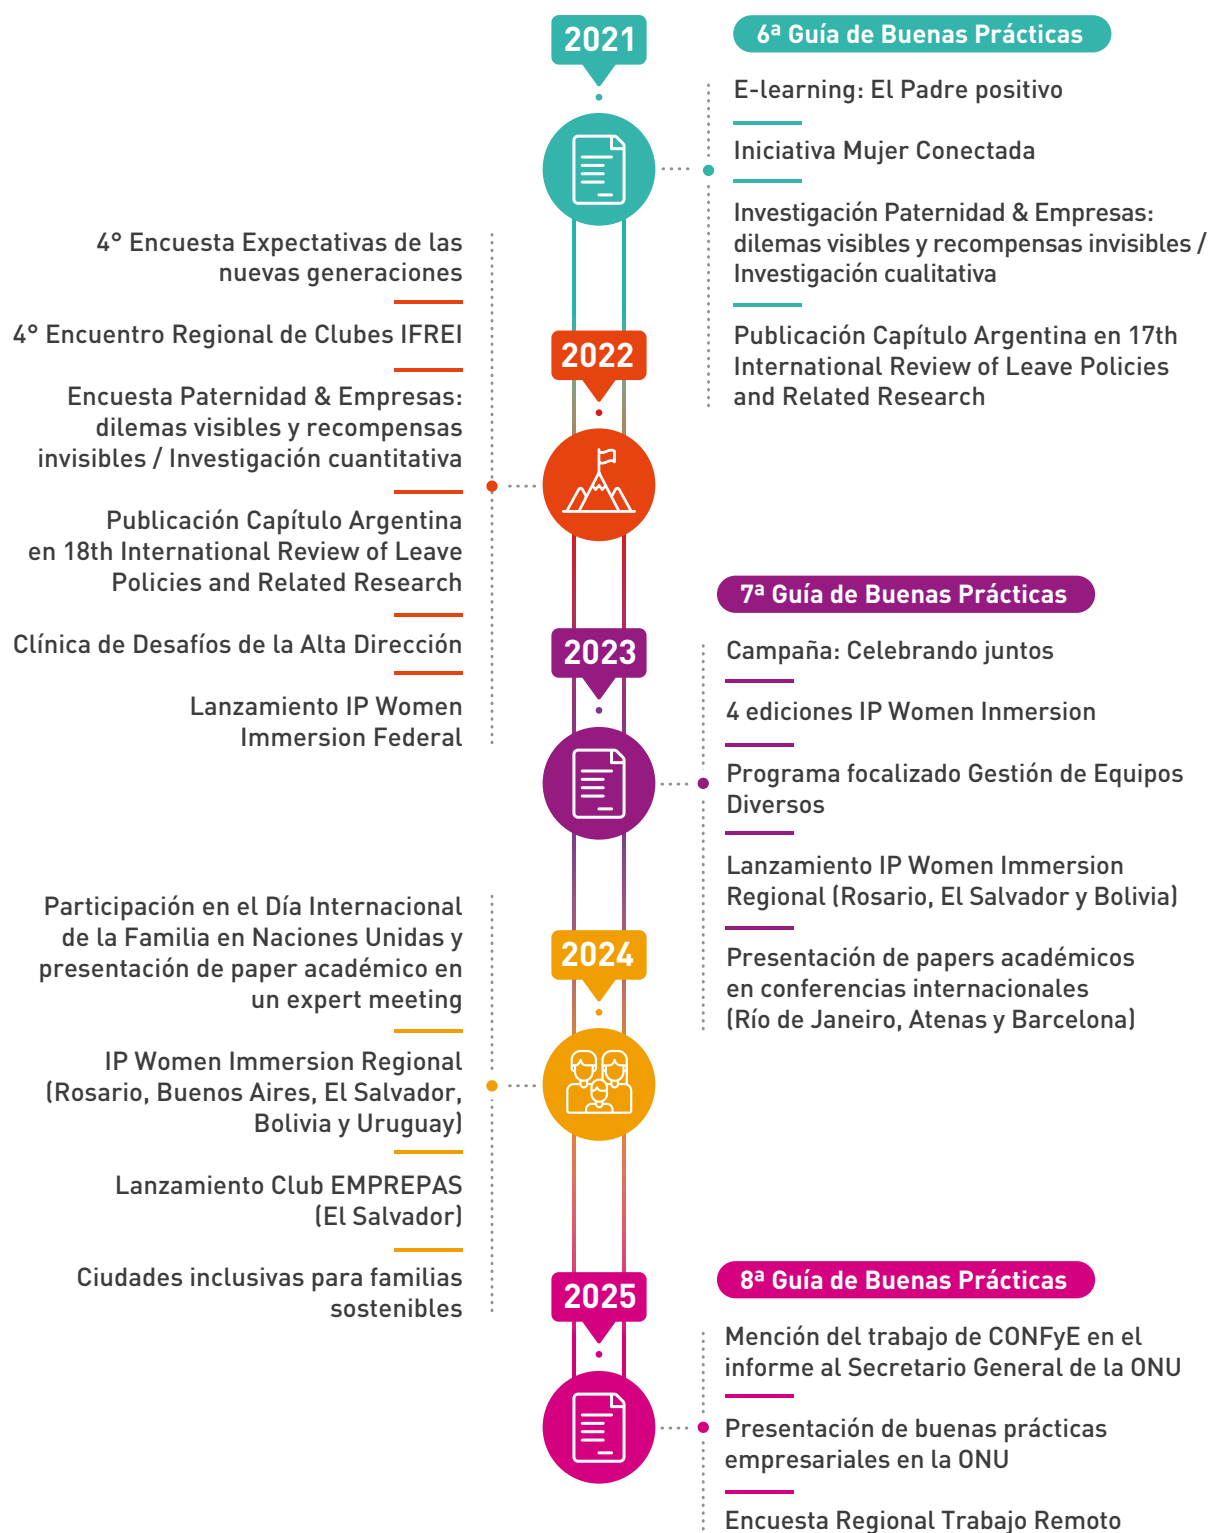 2021
6ª Guía de Buenas Prácticas
E-learning: El Padre positivo
Iniciativa Mujer Conectada
Investigación Paternidad & Empresas:
dilemas visibles y recompensas invisibles /
Investigación cualitativa
Publicación Capítulo Argentina en 17th
International Review of Leave Policies
and Related Research
2022
4° Encuesta Expectativas de las
nuevas generaciones
4° Encuentro Regional de Clubes IFREI
Encuesta Paternidad & Empresas:
dilemas visibles y recompensas
invisibles / Investigación cuantitativa
Publicación Capítulo Argentina
en 18th International Review of Leave
Policies and Related Research
Clínica de Desafíos de la Alta Dirección
Lanzamiento IP Women
Immersion Federal
2023
7ª Guía de Buenas Prácticas
Campaña: Celebrando juntos
4 ediciones IP Women Inmersion
Programa focalizado Gestión de Equipos
Diversos
Lanzamiento IP Women Immersion
Regional (Rosario, El Salvador y Bolivia)
Presentación de papers académicos
en conferencias internacionales
(Río de Janeiro, Atenas y Barcelona)
2024
Participación en el Día Internacional
de la Familia en Naciones Unidas y
presentación de paper académico en
un expert meeting
IP Women Immersion Regional
(Rosario, Buenos Aires, El Salvador,
Bolivia y Uruguay)
Lanzamiento Club EMPREPAS
(El Salvador)
Ciudades inclusivas para familias
sostenibles
2025
8ª Guía de Buenas Prácticas
Mención del trabajo de CONFyE en el
informe al Secretario General de la ONU
Presentación de buenas prácticas
empresariales en la ONU
Encuesta Regional Trabajo Remoto